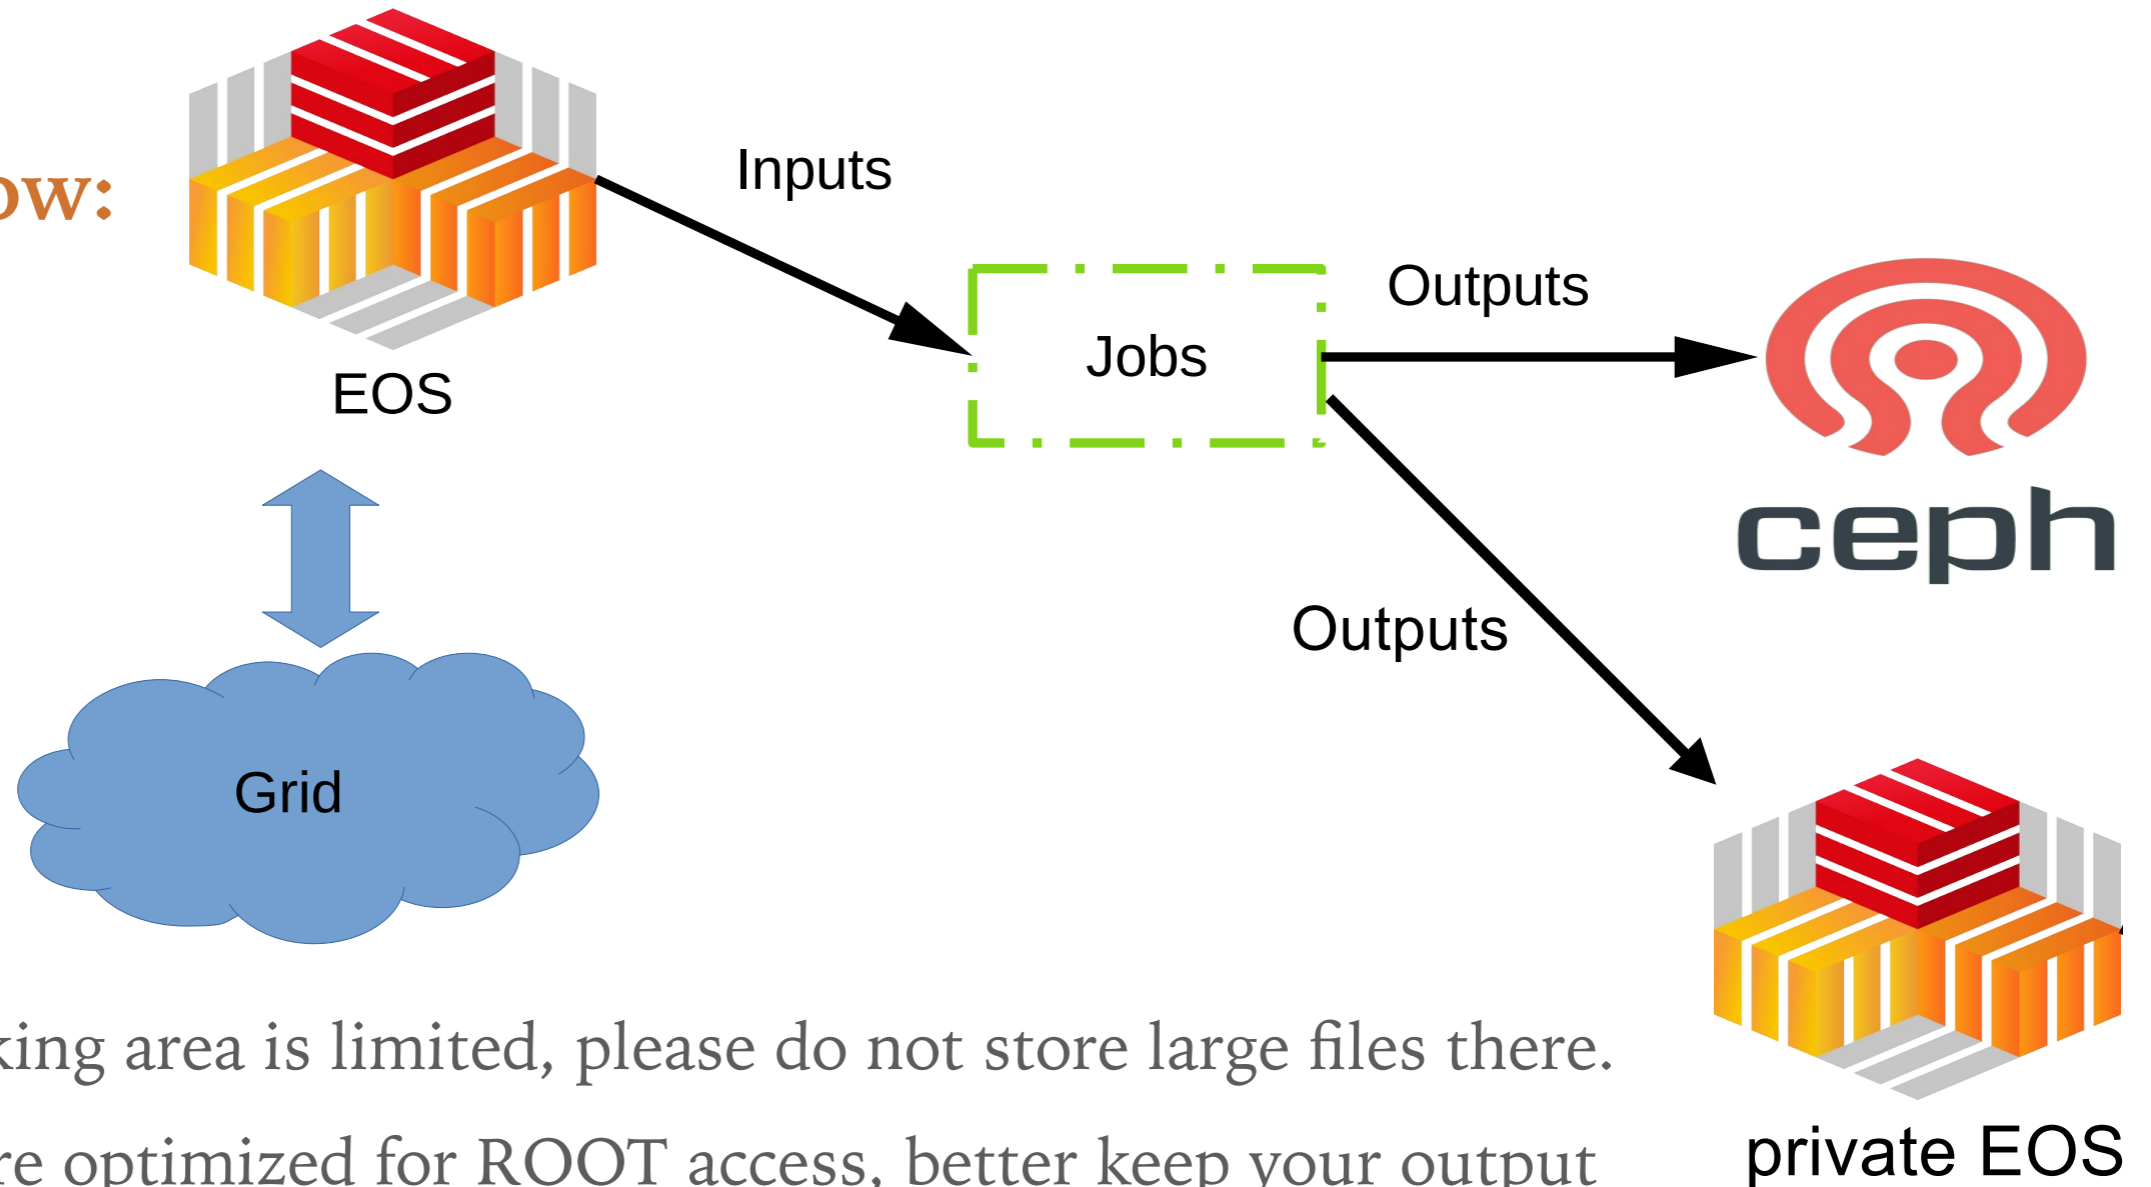 ow:
Inputs
Outputs
Jobs
EOS
ceph
Outputs
Grid
king area is limited, please do not store large files there.
re optimized for ROOT access, better keep your output
private EOS